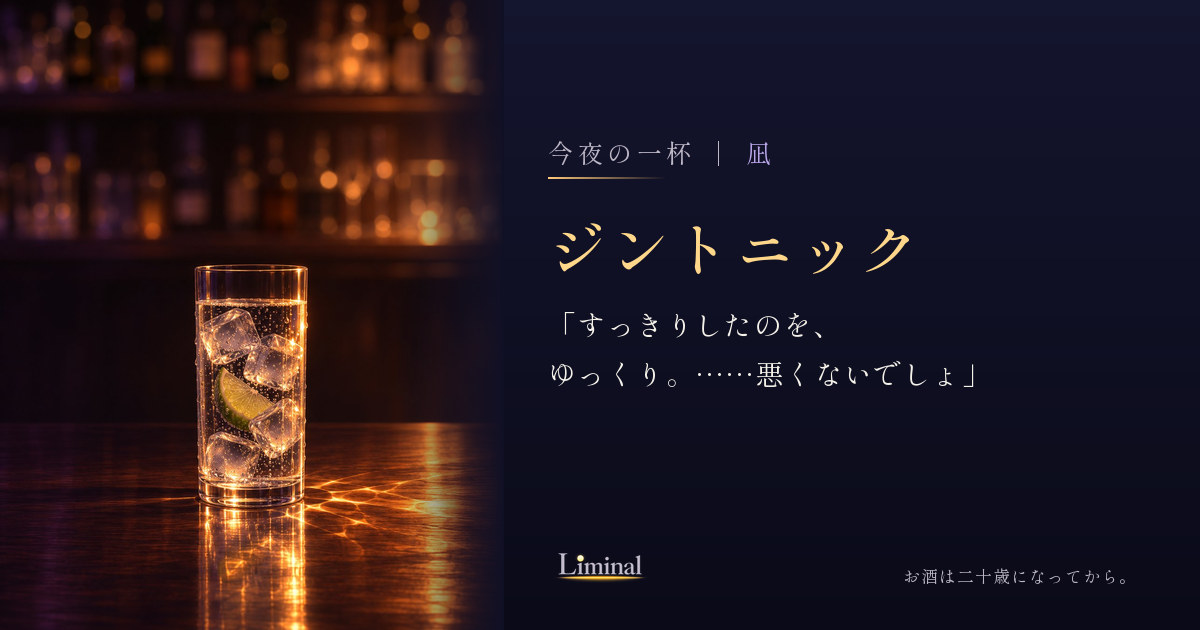 今夜の一杯 ｜ 凪
ジントニック
「すっきりしたのを、
ゆっくり。……悪くないでしょ」
Liminal
お酒は二十歳になってから。